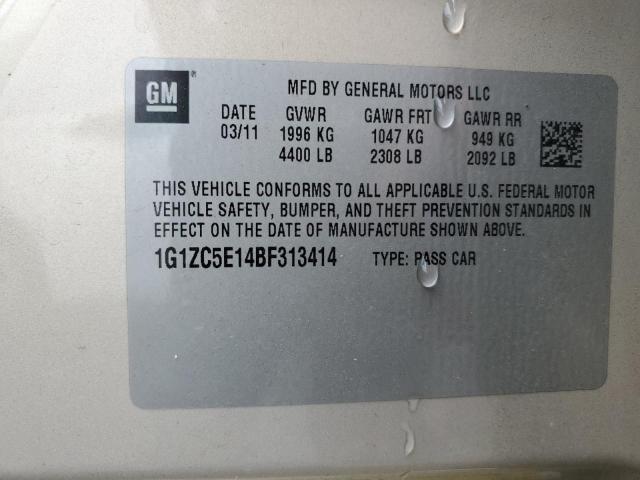 GM
MFD BY GENERAL MOTORS LLC
DATE GVWR GAWR FRT GAWR RR
03/11 1996 KG 1047 KG 949 KG
4400 LB 2308 LB 2092 LB
THIS VEHICLE CONFORMS TO ALL APPLICABLE U.S. FEDERAL MOTOR
VEHICLE SAFETY, BUMPER, AND THEFT PREVENTION STANDARDS IN
EFFECT ON THE DATE OF MANUFACTURE SHOWN ABOVE.
1G1ZC5E14BF313414 TYPE: PASS CAR